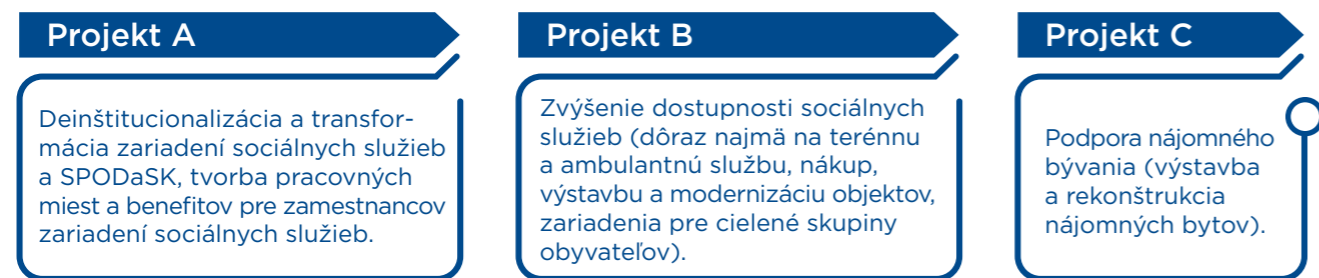 Projekt A
Deinštitucionalizácia a transfor-
mácia zariadení sociálnych služieb
a SPODaSK, tvorba pracovných
miest a benefitov pre zamestnancov
zariadení sociálnych služieb.
Projekt B
Zvýšenie dostupnosti sociálnych
služieb (dôraz najmä na terénnu
a ambulantnú službu, nákup,
výstavbu a modernizáciu objektov,
zariadenia pre cielené skupiny
obyvateľov).
Projekt C
Podpora nájomného
bývania (výstavba
a rekonštrukcia
nájomných bytov).